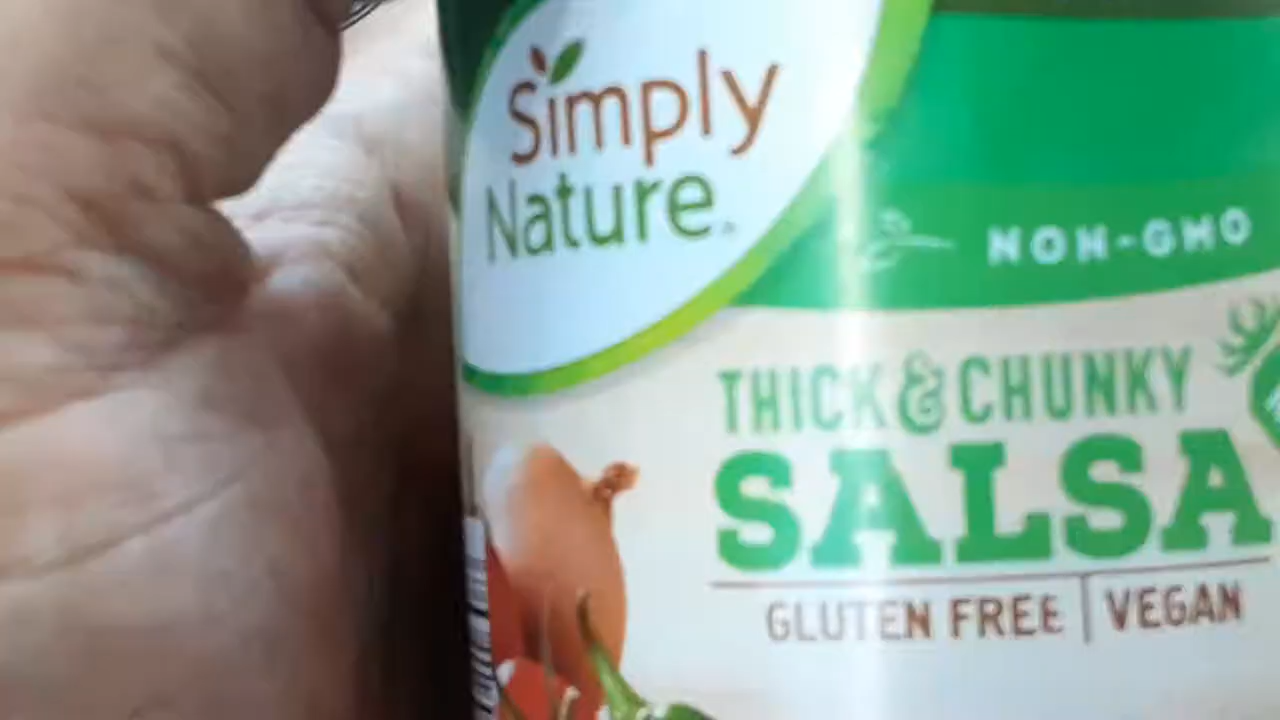 Simply
Nature
NON-GMO
THICK & CHUNKY
SALSA
GLUTEN FREE | VEGAN